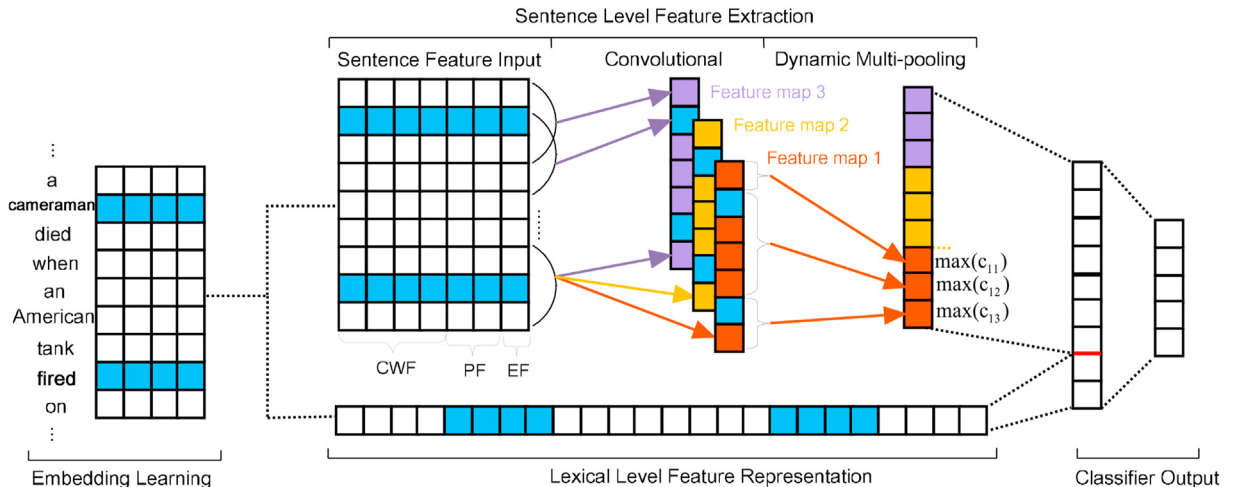 Sentence Level Feature Extraction
Sentence Feature Input
Convolutional
Dynamic Multi-pooling
Feature map 3
Feature map 2
Feature map 1
...
a
cameraman
died
when
an
American
tank
fired
on
...
max(c₁₁)
max(c₁₂)
max(c₁₃)
CWF
PF
EF
Embedding Learning
Lexical Level Feature Representation
Classifier Output